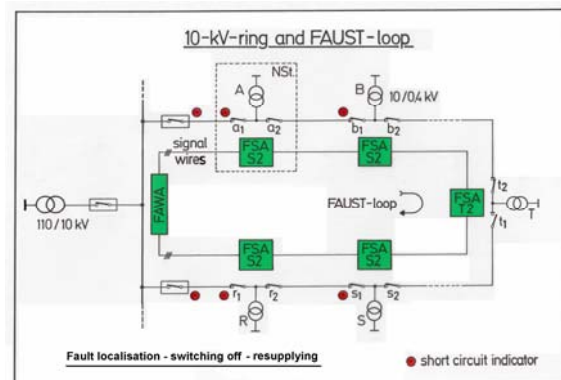 10-kV-ring and FAUST-loop
NSt.
A
B
10/0,4 kV
a1 a2
b1 b2
signal
wires
FSA
S2
FSA
S2
FAWA
110/10 kV
FAUST-loop
FSA
T2
t2
T
t1
FSA
S2
FSA
S2
r1 r2
s1 s2
R
S
Fault localisation - switching off - resupplying
short circuit indicator